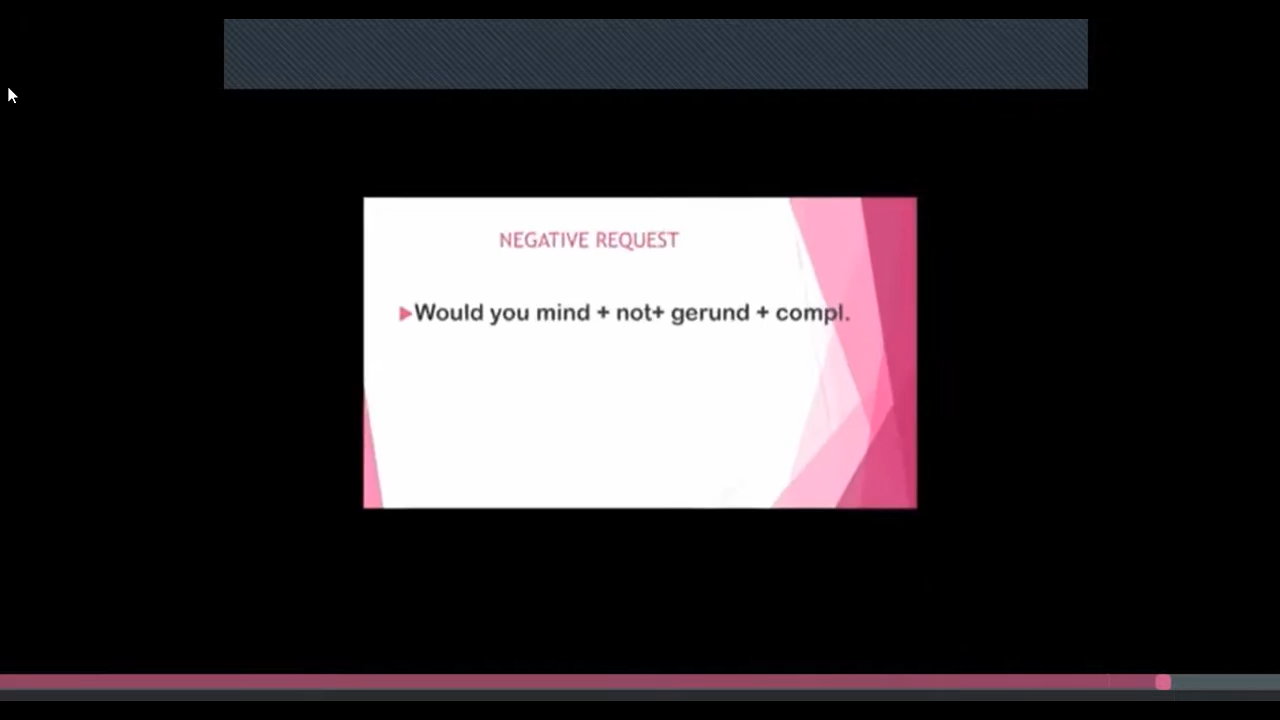 NEGATIVE REQUEST
Would you mind + not+ gerund + compl.